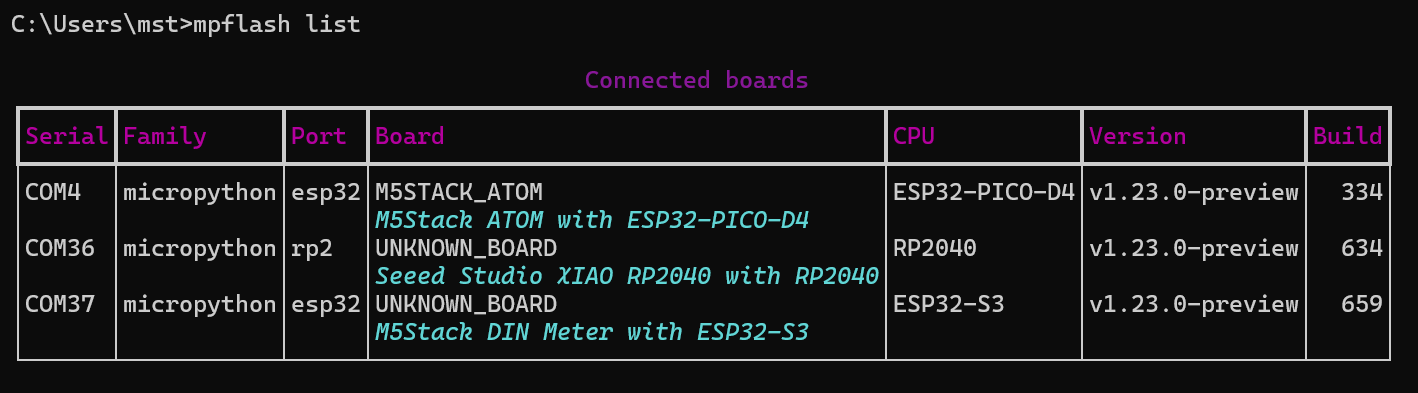 C:\Users\mst>mpflash list
Connected boards
Serial Family Port Board CPU Version Build
COM4 micropython esp32 M5STACK_ATOM ESP32-PICO-D4 v1.23.0-preview 334
M5Stack ATOM with ESP32-PICO-D4
COM36 micropython rp2 UNKNOWN_BOARD RP2040 v1.23.0-preview 634
Seeed Studio XIAO RP2040 with RP2040
COM37 micropython esp32 UNKNOWN_BOARD ESP32-S3 v1.23.0-preview 659
M5Stack DIN Meter with ESP32-S3